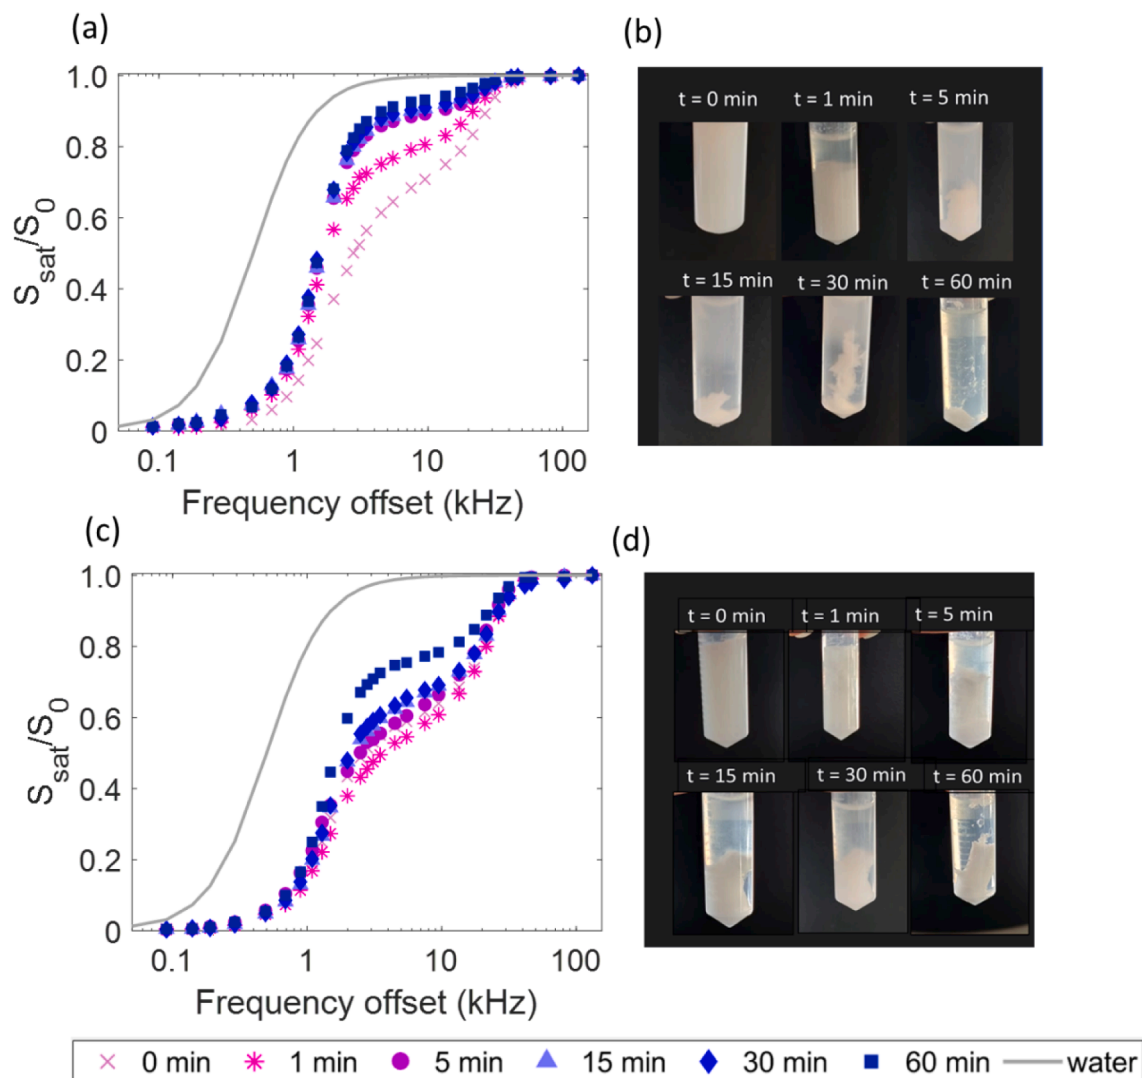 (a)
(b)
1.0
0.8
0.6
0.4
0.2
0
S_sat/S_0
0.1 1 10 100
Frequency offset (kHz)
t = 0 min t = 1 min t = 5 min
t = 15 min t = 30 min t = 60 min
(c)
(d)
1.0
0.8
0.6
0.4
0.2
0
S_sat/S_0
0.1 1 10 100
Frequency offset (kHz)
t = 0 min t = 1 min t = 5 min
t = 15 min t = 30 min t = 60 min
0 min 1 min 5 min 15 min 30 min 60 min water